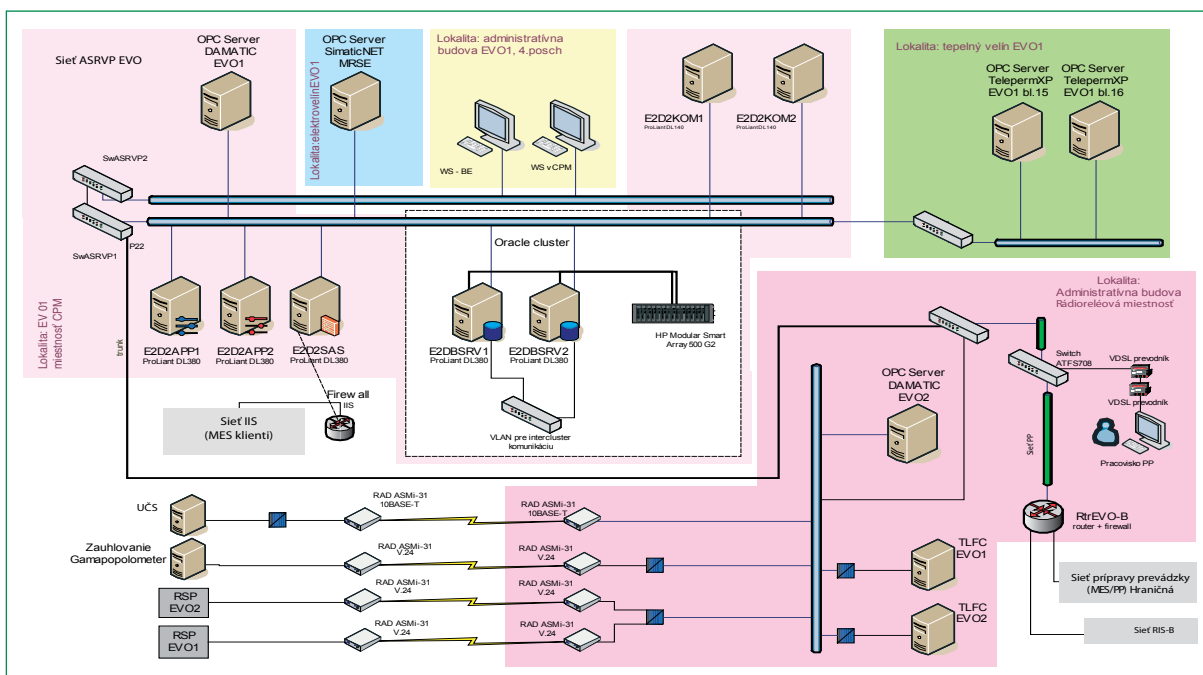 Sieť ASRVP EVO
OPC Server
DAMATIC
EVO1
OPC Server
SimaticNET
MRSE
Lokalita:elektrovelínEVO1
Lokalita: administratívna
budova EVO1, 4.posch
WS - BE
WS v CPM
E2D2KOM1
ProLiant DL140
E2D2KOM2
ProLiant DL140
Lokalita: tepelný velín EVO1
OPC Server
TelepermXP
EVO1 bl.15
OPC Server
TelepermXP
EVO1 bl.16
SwASRVP2
SwASRVP1
P22
trunk
Lokalita: EV 01
miestnosť CPM
E2D2APP1
ProLiant DL380
E2D2APP2
ProLiant DL380
E2D2SAS
ProLiant DL380
Oracle cluster
E2DBSRV1
ProLiant DL380
E2DBSRV2
ProLiant DL380
HP Modular Smart
Array 500 G2
VLAN pre intercluster
komunikáciu
Firewall
IIS
Sieť IIS
(MES klienti)
Lokalita:
Administratívna budova
Rádioreléová miestnosť
Switch
ATFS708
VDSL prevodník
VDSL prevodník
Pracovisko PP
Sieť PP
RtrEVO-B
router + firewall
OPC Server
DAMATIC
EVO2
UČS
RAD ASMi-31
10BASE-T
RAD ASMi-31
10BASE-T
Zauhlovanie
Gamapopolometer
RAD ASMi-31
V.24
RAD ASMi-31
V.24
TLFC
EVO1
RSP
EVO2
RAD ASMi-31
V.24
RAD ASMi-31
V.24
TLFC
EVO2
RSP
EVO1
RAD ASMi-31
V.24
RAD ASMi-31
V.24
Sieť prípravy prevádzky
(MES/PP) Hraničná
Sieť RIS-B